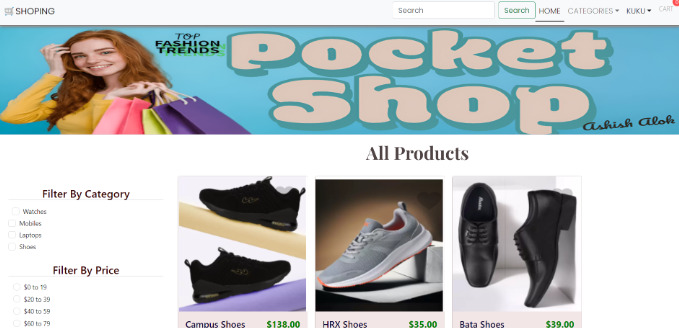 SHOPING
Search
Search
HOME
CATEGORIES
KUKU
CART
TOP
FASHION
TRENDS
Pocket
Shop
Ashish Alok
All Products
Filter By Category
Watches
Mobiles
Laptops
Shoes
Filter By Price
$0 to 19
$20 to 39
$40 to 59
$60 to 79
Campus Shoes $138.00
HRX Shoes $35.00
Bata Shoes $39.00